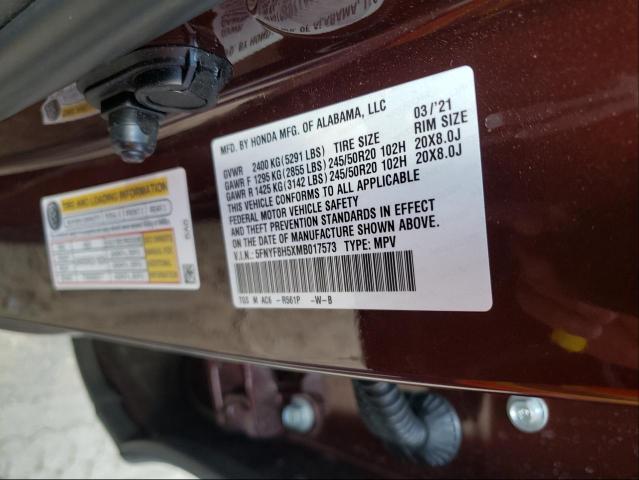 MFD. BY HONDA MFG. OF ALABAMA, LLC 03/'21
GVWR 2400 KG(5291 LBS) TIRE SIZE RIM SIZE
GAWR F 1295 KG(2855 LBS) 245/50R20 102H 20X8.0J
GAWR R 1425 KG(3142 LBS) 245/50R20 102H 20X8.0J
THIS VEHICLE CONFORMS TO ALL APPLICABLE
FEDERAL MOTOR VEHICLE SAFETY
AND THEFT PREVENTION STANDARDS IN EFFECT
ON THE DATE OF MANUFACTURE SHOWN ABOVE.
V.I.N.: 5FNYF8H5XMB017573 TYPE: MPV
TGS M AC6 -R561P -W-B
TIRE AND LOADING INFORMATION